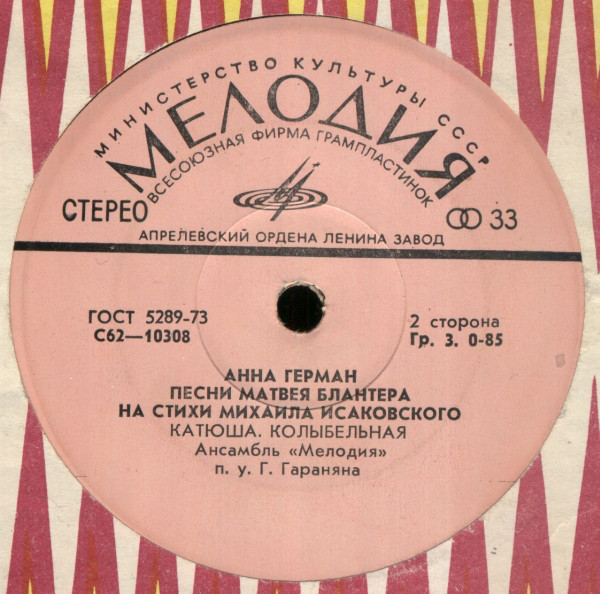 МИНИСТЕРСТВО КУЛЬТУРЫ СССР
МЕЛОДИЯ
ВСЕСОЮЗНАЯ ФИРМА ГРАМПЛАСТИНОК
СТЕРЕО
33
АПРЕЛЕВСКИЙ ОРДЕНА ЛЕНИНА ЗАВОД
ГОСТ 5289-73
С62—10308
2 сторона
Гр. 3. 0-85
АННА ГЕРМАН
ПЕСНИ МАТВЕЯ БЛАНТЕРА
НА СТИХИ МИХАИЛА ИСАКОВСКОГО
КАТЮША. КОЛЫБЕЛЬНАЯ
Ансамбль «Мелодия»
п. у. Г. Гараняна